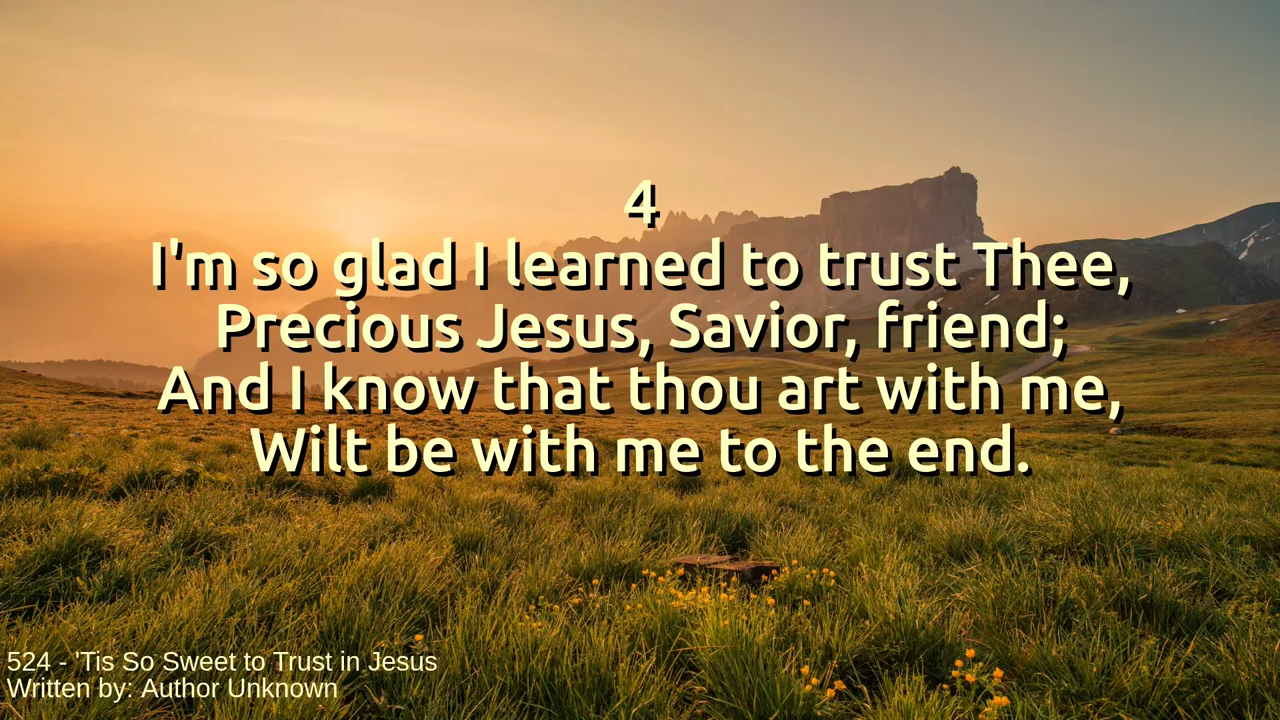 4
I'm so glad I learned to trust Thee,
Precious Jesus, Savior, friend;
And I know that thou art with me,
Wilt be with me to the end.
524 - 'Tis So Sweet to Trust in Jesus
Written by: Author Unknown